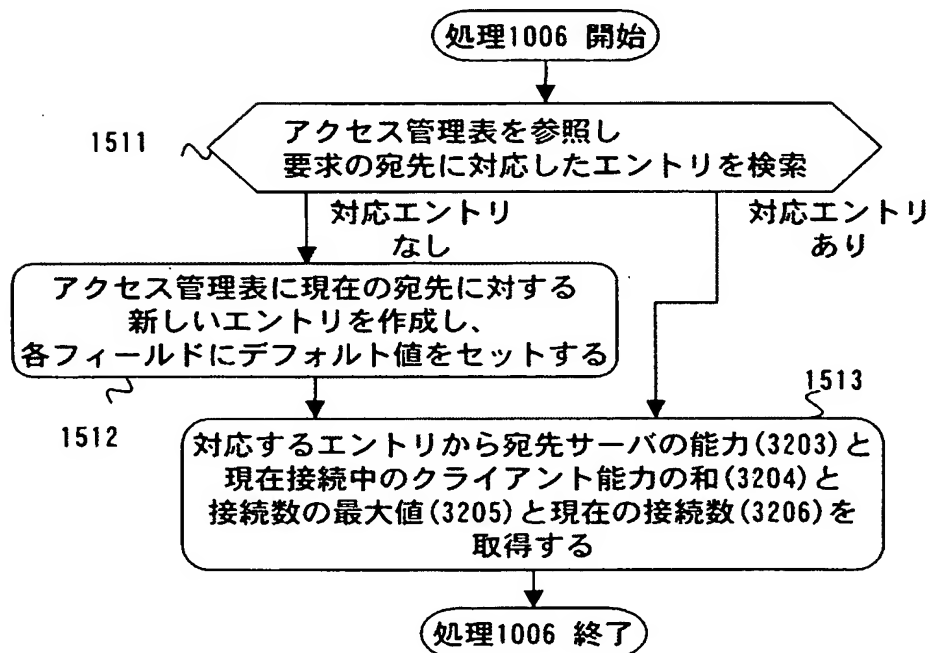 処理1006 開始
1511
アクセス管理表を参照し
要求の宛先に対応したエントリを検索
対応エントリ
なし
対応エントリ
あり
アクセス管理表に現在の宛先に対する
新しいエントリを作成し、
各フィールドにデフォルト値をセットする
1512
1513
対応するエントリから宛先サーバの能力(3203)と
現在接続中のクライアント能力の和(3204)と
接続数の最大値(3205)と現在の接続数(3206)を
取得する
処理1006 終了